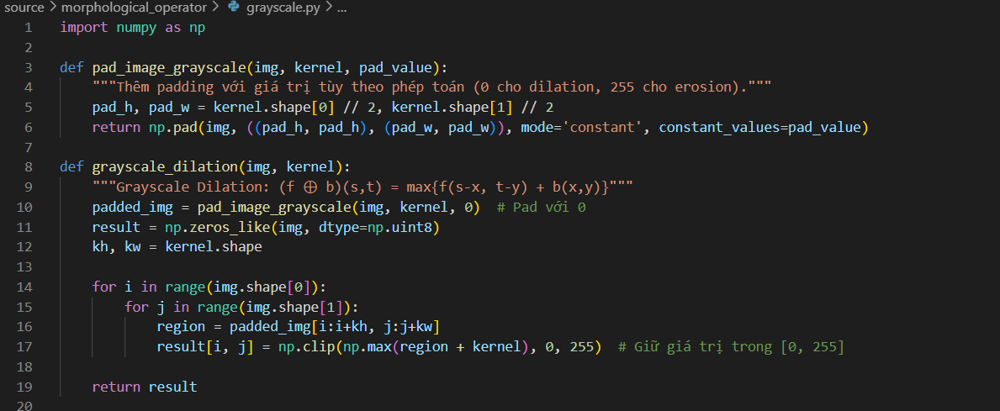 source > morphological_operator > grayscale.py > ...
1 import numpy as np
2
3 def pad_image_grayscale(img, kernel, pad_value):
4     """Thêm padding với giá trị tùy theo phép toán (0 cho dilation, 255 cho erosion)."""
5     pad_h, pad_w = kernel.shape[0] // 2, kernel.shape[1] // 2
6     return np.pad(img, ((pad_h, pad_h), (pad_w, pad_w)), mode='constant', constant_values=pad_value)
7
8 def grayscale_dilation(img, kernel):
9     """Grayscale Dilation: (f ⊕ b)(s,t) = max{f(s-x, t-y) + b(x,y)}"""
10     padded_img = pad_image_grayscale(img, kernel, 0)  # Pad với 0
11     result = np.zeros_like(img, dtype=np.uint8)
12     kh, kw = kernel.shape
13
14     for i in range(img.shape[0]):
15         for j in range(img.shape[1]):
16             region = padded_img[i:i+kh, j:j+kw]
17             result[i, j] = np.clip(np.max(region + kernel), 0, 255)  # Giữ giá trị trong [0, 255]
18
19     return result
20